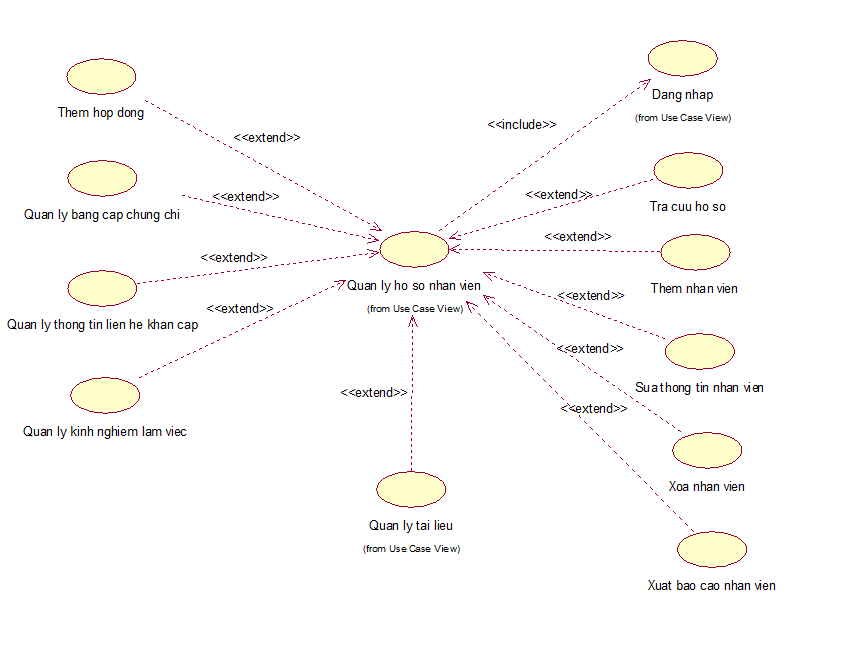 Dang nhap
(from Use Case View)
Them hop dong
<<include>>
<<extend>>
Tra cuu ho so
<<extend>>
Quan ly bang cap chung chi
<<extend>>
<<extend>>
Them nhan vien
<<extend>>
Quan ly ho so nhan vien
(from Use Case View)
Quan ly thong tin lien he khan cap
<<extend>>
<<extend>>
<<extend>>
Sua thong tin nhan vien
<<extend>>
<<extend>>
<<extend>>
Quan ly kinh nghiem lam viec
Xoa nhan vien
Quan ly tai lieu
(from Use Case View)
Xuat bao cao nhan vien